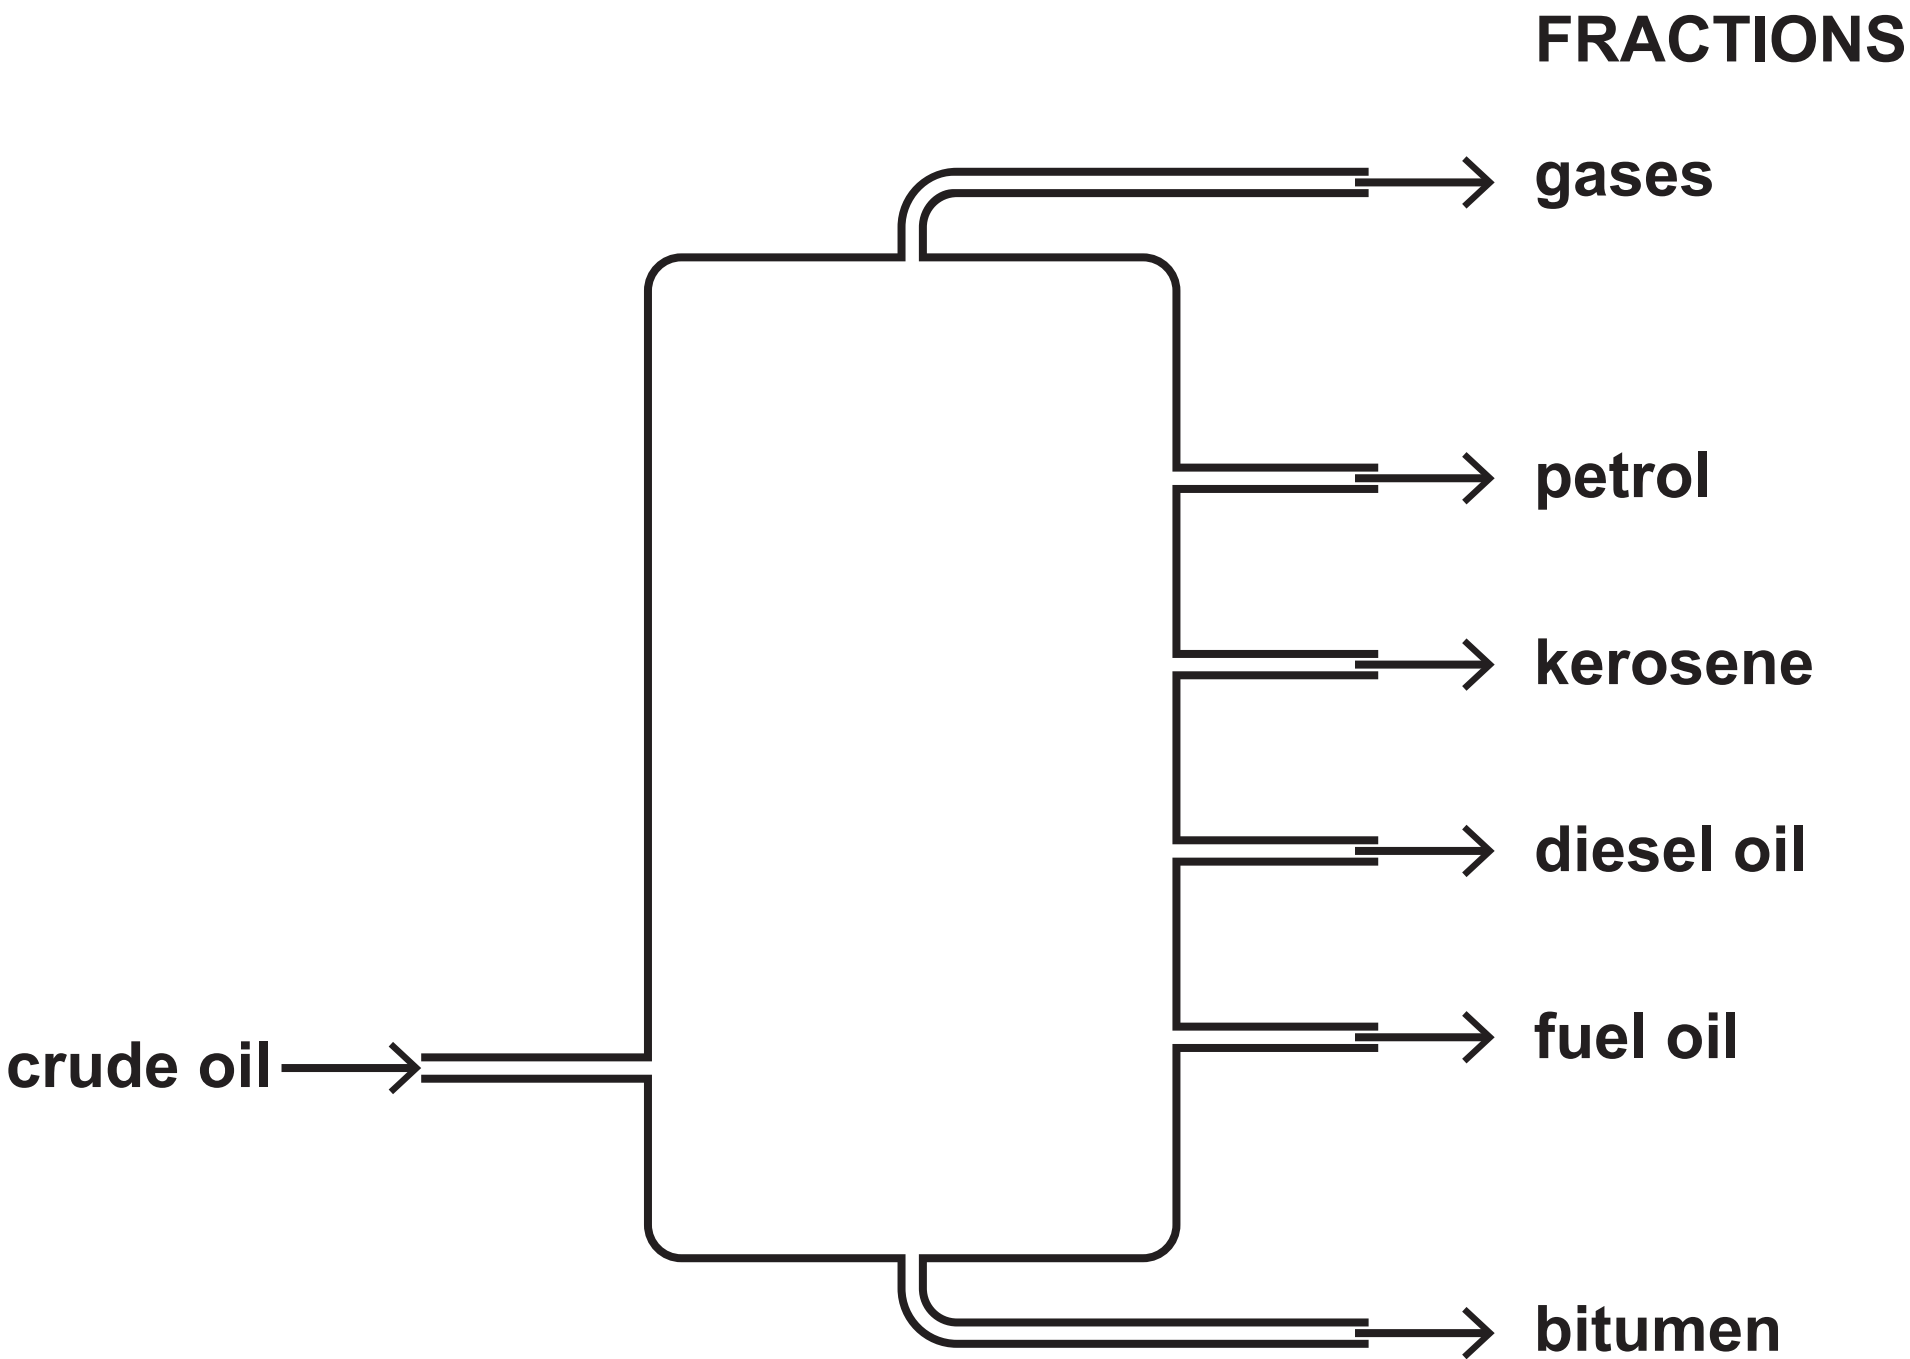 FRACTIONS
gases
petrol
kerosene
diesel oil
fuel oil
crude oil
bitumen